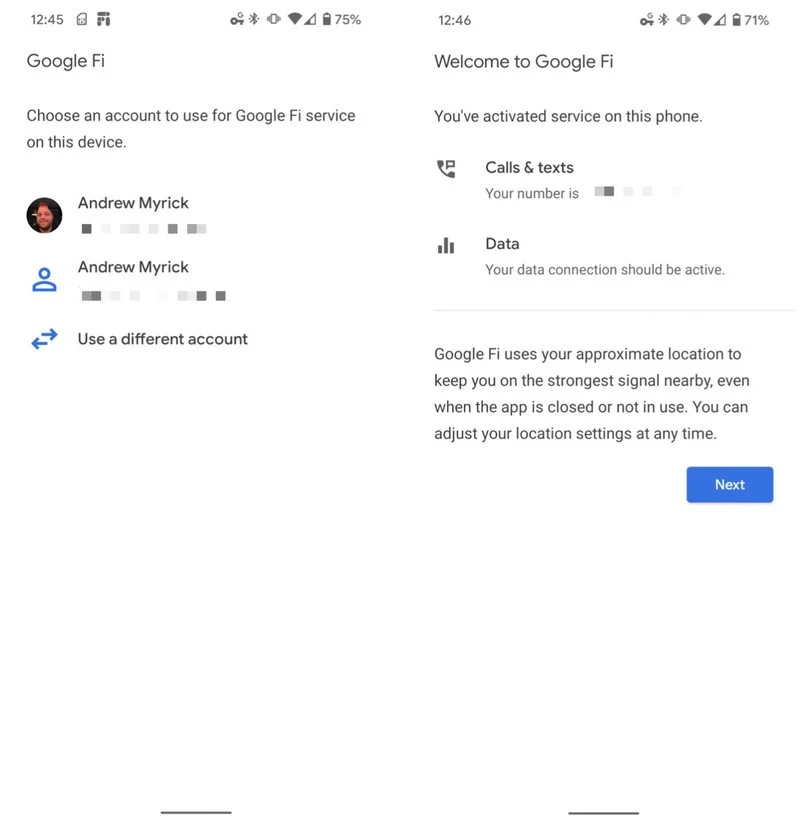 12:45
75%
Google Fi
Choose an account to use for Google Fi service
on this device.
Andrew Myrick
Andrew Myrick
Use a different account
12:46
71%
Welcome to Google Fi
You've activated service on this phone.
Calls & texts
Your number is
Data
Your data connection should be active.
Google Fi uses your approximate location to
keep you on the strongest signal nearby, even
when the app is closed or not in use. You can
adjust your location settings at any time.
Next